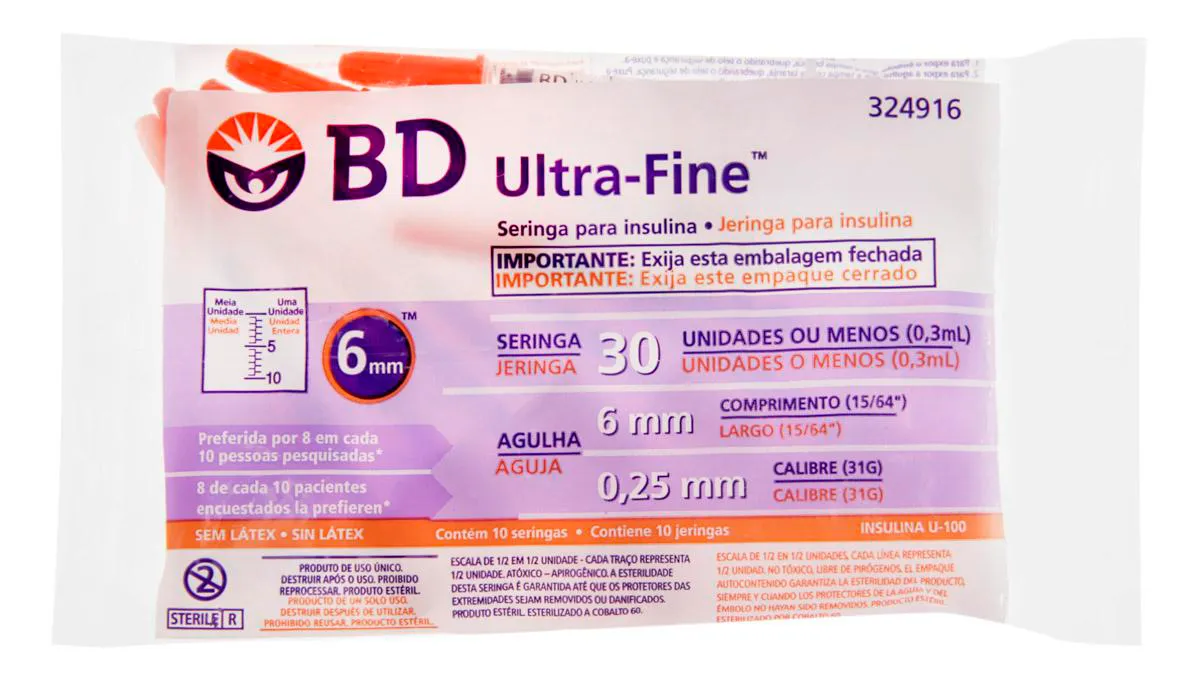 BD
324916
BD Ultra-Fine™
Seringa para insulina • Jeringa para insulina
IMPORTANTE: Exija esta embalagem fechada
IMPORTANTE: Exija este empaque cerrado
Meia Unidade
Uma Unidade
Media Unidad
Unidad Entera
5
10
6mm™
SERINGA
JERINGA
30
UNIDADES OU MENOS (0,3mL)
UNIDADES O MENOS (0,3mL)
AGULHA
AGUJA
6 mm
COMPRIMENTO (15/64")
LARGO (15/64")
0,25 mm
CALIBRE (31G)
CALIBRE (31G)
Preferida por 8 em cada
10 pessoas pesquisadas*
8 de cada 10 pacientes
encuestados la prefieren*
SEM LÁTEX • SIN LÁTEX
Contém 10 seringas • Contiene 10 jeringas
INSULINA U-100
2
STERILE R
PRODUTO DE USO ÚNICO.
DESTRUIR APÓS O USO. PROIBIDO
REPROCESSAR. PRODUTO ESTÉRIL.
PRODUCTO DE UN SOLO USO.
DESTRUIR DESPUÉS DE UTILIZAR.
PROHIBIDO REUSAR. PRODUCTO ESTÉRIL.
ESCALA DE 1/2 EM 1/2 UNIDADE - CADA TRAÇO REPRESENTA
1/2 UNIDADE. ATÓXICO – APIROGÊNICO. A ESTERILIDADE
DESTA SERINGA É GARANTIDA ATÉ QUE OS PROTETORES DAS
EXTREMIDADES SEJAM REMOVIDOS OU DANIFICADOS.
PRODUTO ESTÉRIL. ESTERILIZADO A COBALTO 60.
ESCALA DE 1/2 EN 1/2 UNIDADES, CADA LÍNEA REPRESENTA
1/2 UNIDAD. NO TÓXICO, LIBRE DE PIRÓGENOS. EL EMPAQUE
AUTOCONTENIDO GARANTIZA LA ESTERILIDAD DEL PRODUCTO,
SIEMPRE Y CUANDO LOS PROTECTORES DE LA AGUJA Y DEL
ÉMBOLO NO HAYAN SIDO REMOVIDOS. PRODUCTO ESTÉRIL.
ESTERILIZADO POR COBALTO 60.